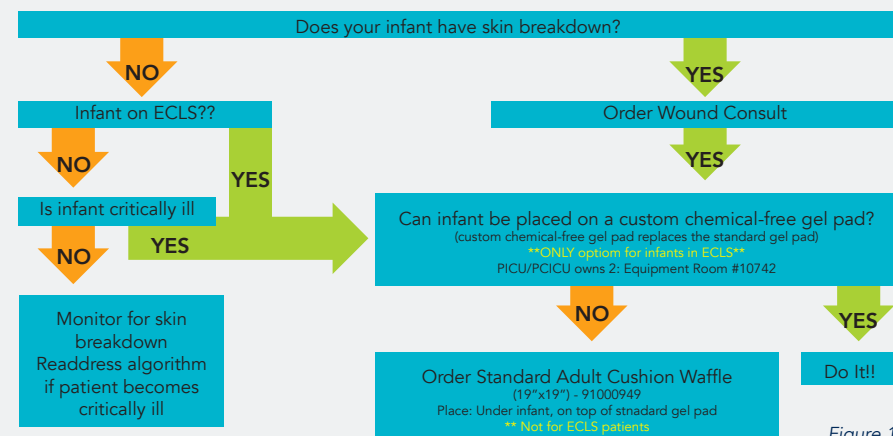 Does your infant have skin breakdown?
NO
YES
Infant on ECLS??
Order Wound Consult
NO
YES
YES
Is infant critically ill
NO
YES
Can infant be placed on a custom chemical-free gel pad?
(custom chemical-free gel pad replaces the standard gel pad)
**ONLY optiom for infants in ECLS**
PICU/PCICU owns 2: Equipment Room #10742
NO
YES
Monitor for skin
breakdown
Readdress algorithm
if patient becomes
critically ill
Order Standard Adult Cushion Waffle
(19”x19”) - 91000949
Place: Under infant, on top of stnadard gel pad
** Not for ECLS patients
Do It!!
Figure 1